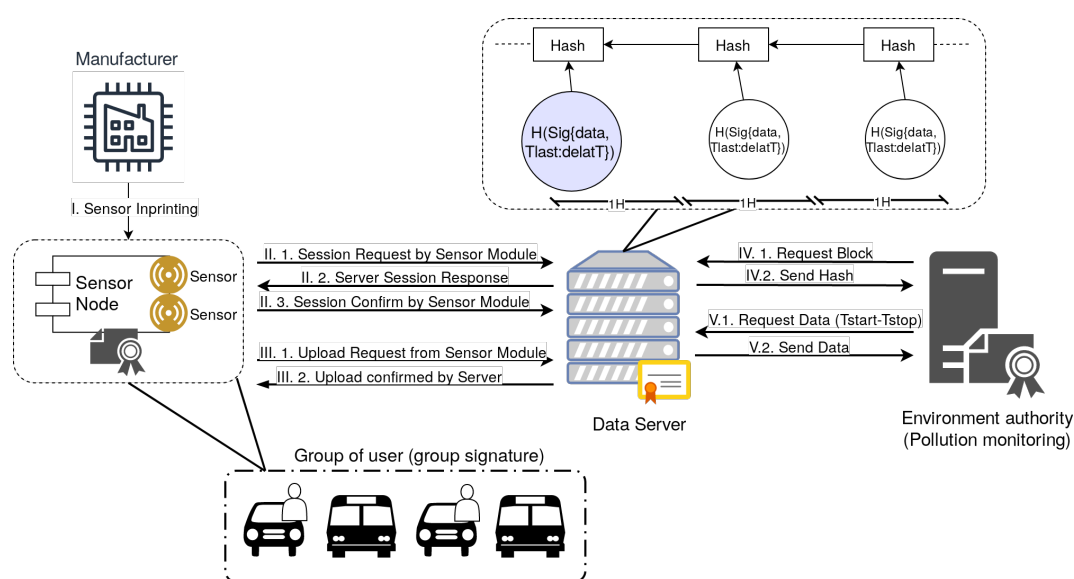 Manufacturer
I. Sensor Inprinting
Sensor
Node
Sensor
Sensor
II. 1. Session Request by Sensor Module
II. 2. Server Session Response
II. 3. Session Confirm by Sensor Module
III. 1. Upload Request from Sensor Module
III. 2. Upload confirmed by Server
Hash
Hash
Hash
H(Sig{data,
Tlast:delatT})
H(Sig{data,
Tlast:delatT})
H(Sig{data,
Tlast:delatT})
1H
1H
1H
Data Server
IV. 1. Request Block
IV.2. Send Hash
V.1. Request Data (Tstart-Tstop)
V.2. Send Data
Environment authority
(Pollution monitoring)
Group of user (group signature)